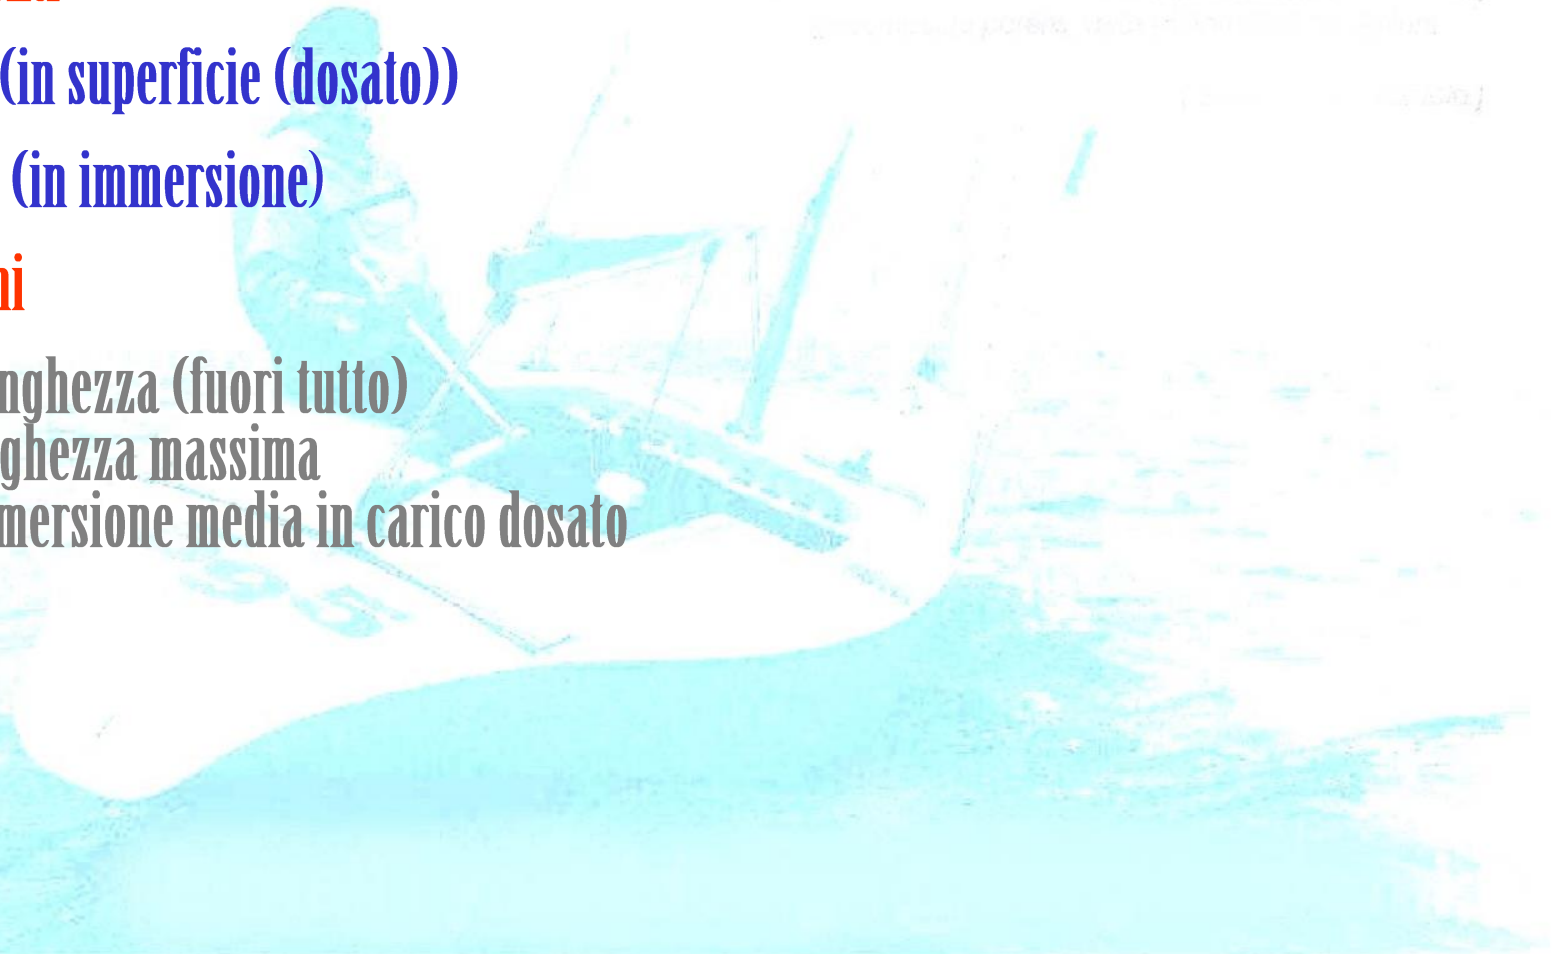 (in superficie (dosato))
(in immersione)
ni
nghezza (fuori tutto)
ghezza massima
mersione media in carico dosato